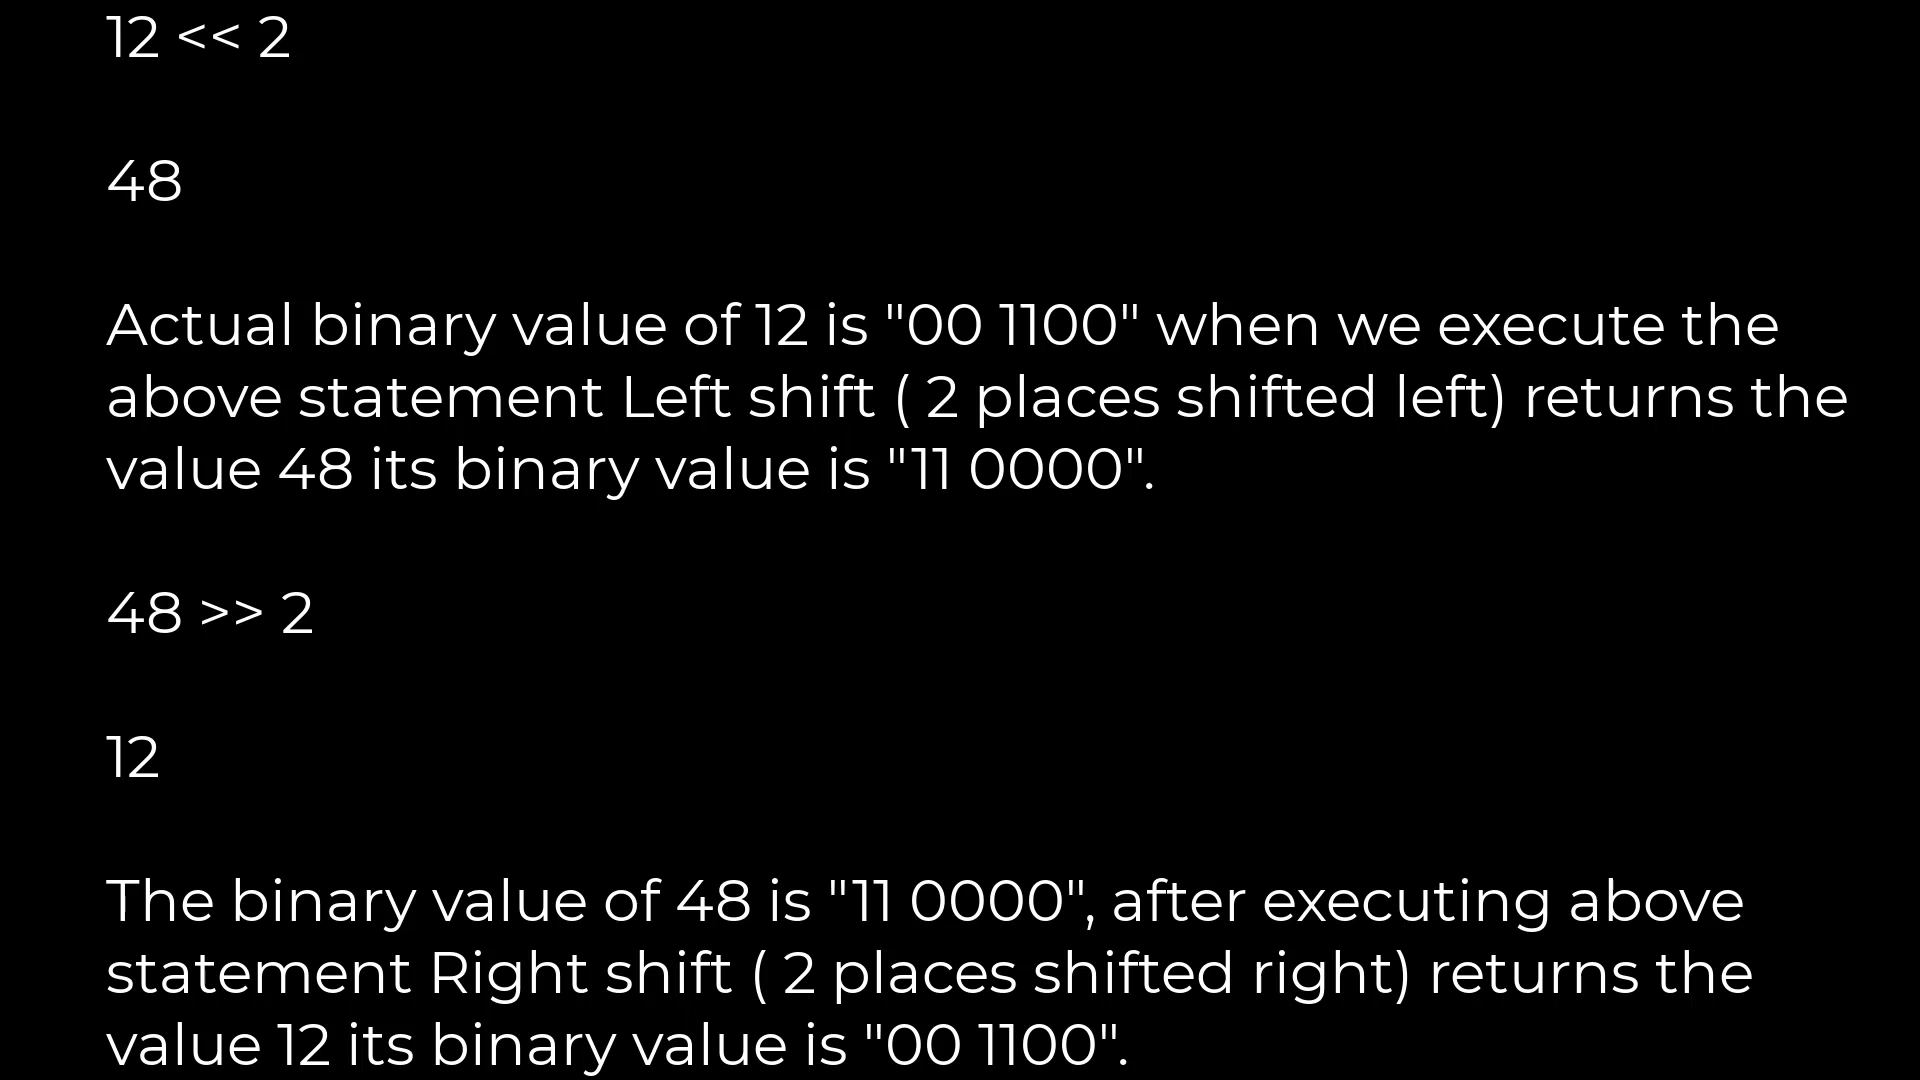 12 << 2
48
Actual binary value of 12 is "00 1100" when we execute the
above statement Left shift ( 2 places shifted left) returns the
value 48 its binary value is "11 0000".
48 >> 2
12
The binary value of 48 is "11 0000", after executing above
statement Right shift ( 2 places shifted right) returns the
value 12 its binary value is "00 1100".